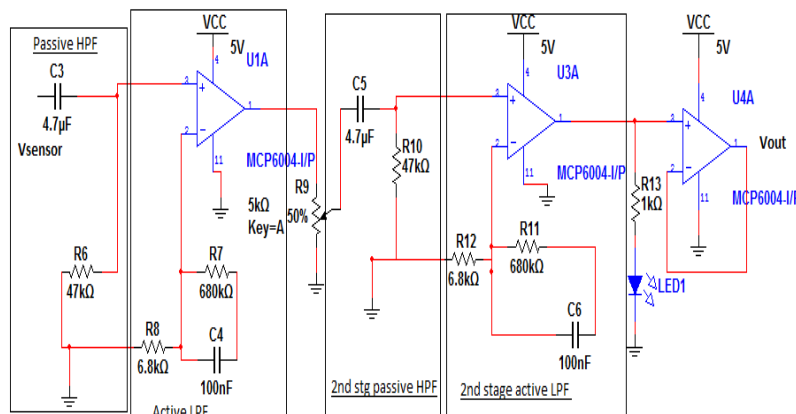 Passive HPF
C3
4.7µF
Vsensor
R6
47kΩ
VCC
5V
U1A
4
3
2
1
11
MCP6004-I/P
R7
680kΩ
R8
6.8kΩ
C4
100nF
Active LPF
R9
5kΩ
50%
Key=A
C5
4.7µF
R10
47kΩ
2nd stg passive HPF
VCC
5V
U3A
4
3
2
1
11
MCP6004-I/P
R12
6.8kΩ
R11
680kΩ
C6
100nF
2nd stage active LPF
R13
1kΩ
LED1
VCC
5V
U4A
4
3
2
1
11
Vout
MCP6004-I/P